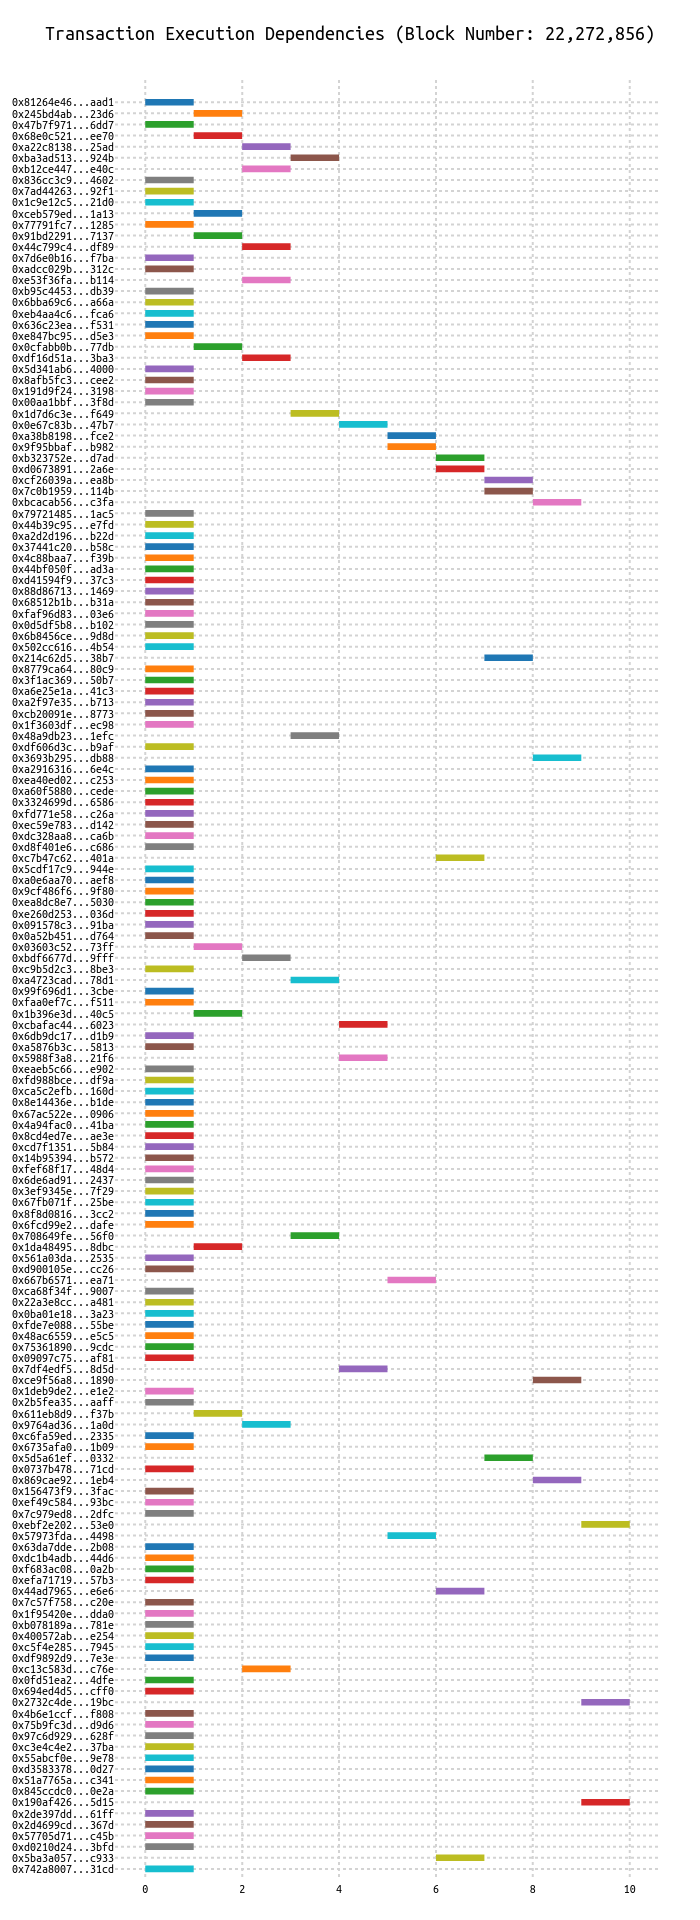 Transaction Execution Dependencies (Block Number: 22,272,856)
0x81264e46...aad1
0x245bd4ab...23d6
0x47b7f971...6dd7
0x68e0c521...ee70
0xa22c8138...25ad
0xba3ad513...924b
0xb12ce447...e40c
0x836cc3c9...4602
0x7ad44263...92f1
0x1c9e12c5...21d0
0xceb579ed...1a13
0x77791fc7...1285
0x91bd2291...7137
0x44c799c4...df89
0x7d6e0b16...f7ba
0xadcc029b...312c
0xe53f36fa...b114
0xb95c4453...db39
0x6bba69c6...a66a
0xeb4aa4c6...fca6
0x636c23ea...f531
0xe847bc95...d5e3
0x0cfabb0b...77db
0xdf16d51a...3ba3
0x5d341ab6...4000
0x8afb5fc3...cee2
0x191d9f24...3198
0x00aa1bbf...3f8d
0x1d7d6c3e...f649
0x0e67c83b...47b7
0xa38b8198...fce2
0x9f95bbaf...b982
0xb323752e...d7ad
0xd0673891...2a6e
0xcf26039a...ea8b
0x7c0b1959...114b
0xbcacab56...c3fa
0x79721485...1ac5
0x44b39c95...e7fd
0xa2d2d196...b22d
0x37441c20...b58c
0x4c88baa7...f39b
0x44bf050f...ad3a
0xd41594f9...37c3
0x88d86713...1469
0x68512b1b...b31a
0xfaf96d83...03e6
0x0d5df5b8...b102
0x6b8456ce...9d8d
0x502cc616...4b54
0x214c62d5...38b7
0x8779ca64...80c9
0x3f1ac369...50b7
0xa6e25e1a...41c3
0xa2f97e35...b713
0xcb20091e...8773
0x1f3603df...ec98
0x48a9db23...1efc
0xdf606d3c...b9af
0x3693b295...db88
0xa2916316...6e4c
0xea40ed02...c253
0xa60f5880...cede
0x3324699d...6586
0xfd771e58...c26a
0xec59e783...d142
0xdc328aa8...ca6b
0xd8f401e6...c686
0xc7b47c62...401a
0x5cdf17c9...944e
0xa0e6aa70...aef8
0x9cf486f6...9f80
0xea8dc8e7...5030
0xe260d253...036d
0x091578c3...91ba
0x0a52b451...d764
0x03603c52...73ff
0xbdf6677d...9fff
0xc9b5d2c3...8be3
0xa4723cad...78d1
0x99f696d1...3cbe
0xfaa0ef7c...f511
0x1b396e3d...40c5
0xcbafac44...6023
0x6db9dc17...d1b9
0xa5876b3c...5813
0x5988f3a8...21f6
0xeaeb5c66...e902
0xfd988bce...df9a
0xca5c2efb...160d
0x8e14436e...b1de
0x67ac522e...0906
0x4a94fac0...41ba
0x8cd4ed7e...ae3e
0xcd7f1351...5b84
0x14b95394...b572
0xfef68f17...48d4
0x6de6ad91...2437
0x3ef9345e...7f29
0x67fb071f...25be
0x8f8d0816...3cc2
0x6fcd99e2...dafe
0x708649fe...56f0
0x1da48495...8dbc
0x561a03da...2535
0xd900105e...cc26
0x667b6571...ea71
0xca68f34f...9007
0x22a3e8cc...a481
0x0ba01e18...3a23
0xfde7e088...55be
0x48ac6559...e5c5
0x75361890...9cdc
0x09097c75...af81
0x7df4edf5...8d5d
0xce9f56a8...1890
0x1deb9de2...e1e2
0x2b5fea35...aaff
0x611eb8d9...f37b
0x9764ad36...1a0d
0xc6fa59ed...2335
0x6735afa0...1b09
0x5d5a61ef...0332
0x0737b478...71cd
0x869cae92...1eb4
0x156473f9...3fac
0xef49c584...93bc
0x7c979ed8...2dfc
0xebf2e202...53e0
0x57973fda...4498
0x63da7dde...2b08
0xdc1b4adb...44d6
0xf683ac08...0a2b
0xefa71719...57b3
0x44ad7965...e6e6
0x7c57f758...c20e
0x1f95420e...dda0
0xb078189a...781e
0x400572ab...e254
0xc5f4e285...7945
0xdf9892d9...7e3e
0xc13c583d...c76e
0x0fd51ea2...4dfe
0x694ed4d5...cff0
0x2732c4de...19bc
0x4b6e1ccf...f808
0x75b9fc3d...d9d6
0x97c6d929...628f
0xc3e4c4e2...37ba
0x55abcf0e...9e78
0xd3583378...0d27
0x51a7765a...c341
0x845ccdc0...0e2a
0x190af426...5d15
0x2de397dd...61ff
0x2d4699cd...367d
0x57705d71...c45b
0xd0210d24...3bfd
0x5ba3a057...c933
0x742a8007...31cd
0 2 4 6 8 10